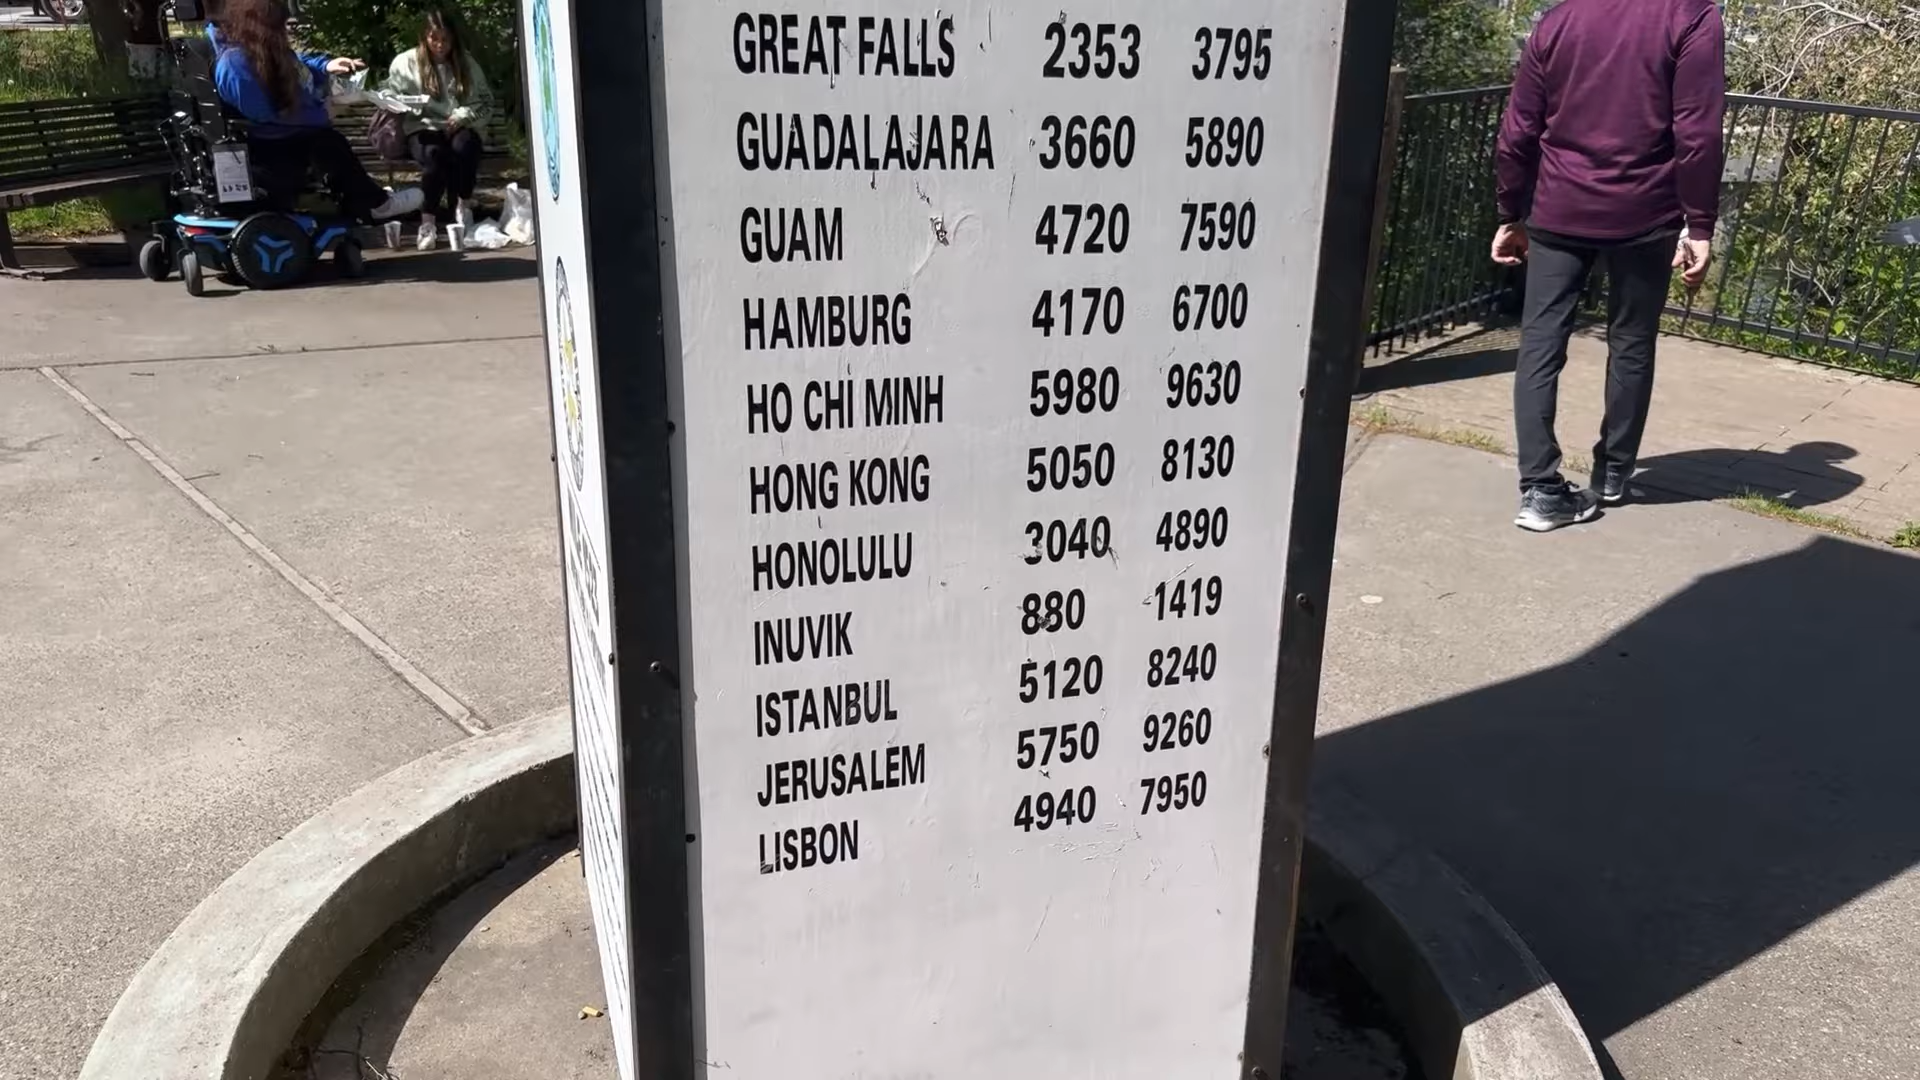 GREAT FALLS 2353 3795
GUADALAJARA 3660 5890
GUAM 4720 7590
HAMBURG 4170 6700
HO CHI MINH 5980 9630
HONG KONG 5050 8130
HONOLULU 3040 4890
INUVIK 880 1419
ISTANBUL 5120 8240
JERUSALEM 5750 9260
LISBON 4940 7950